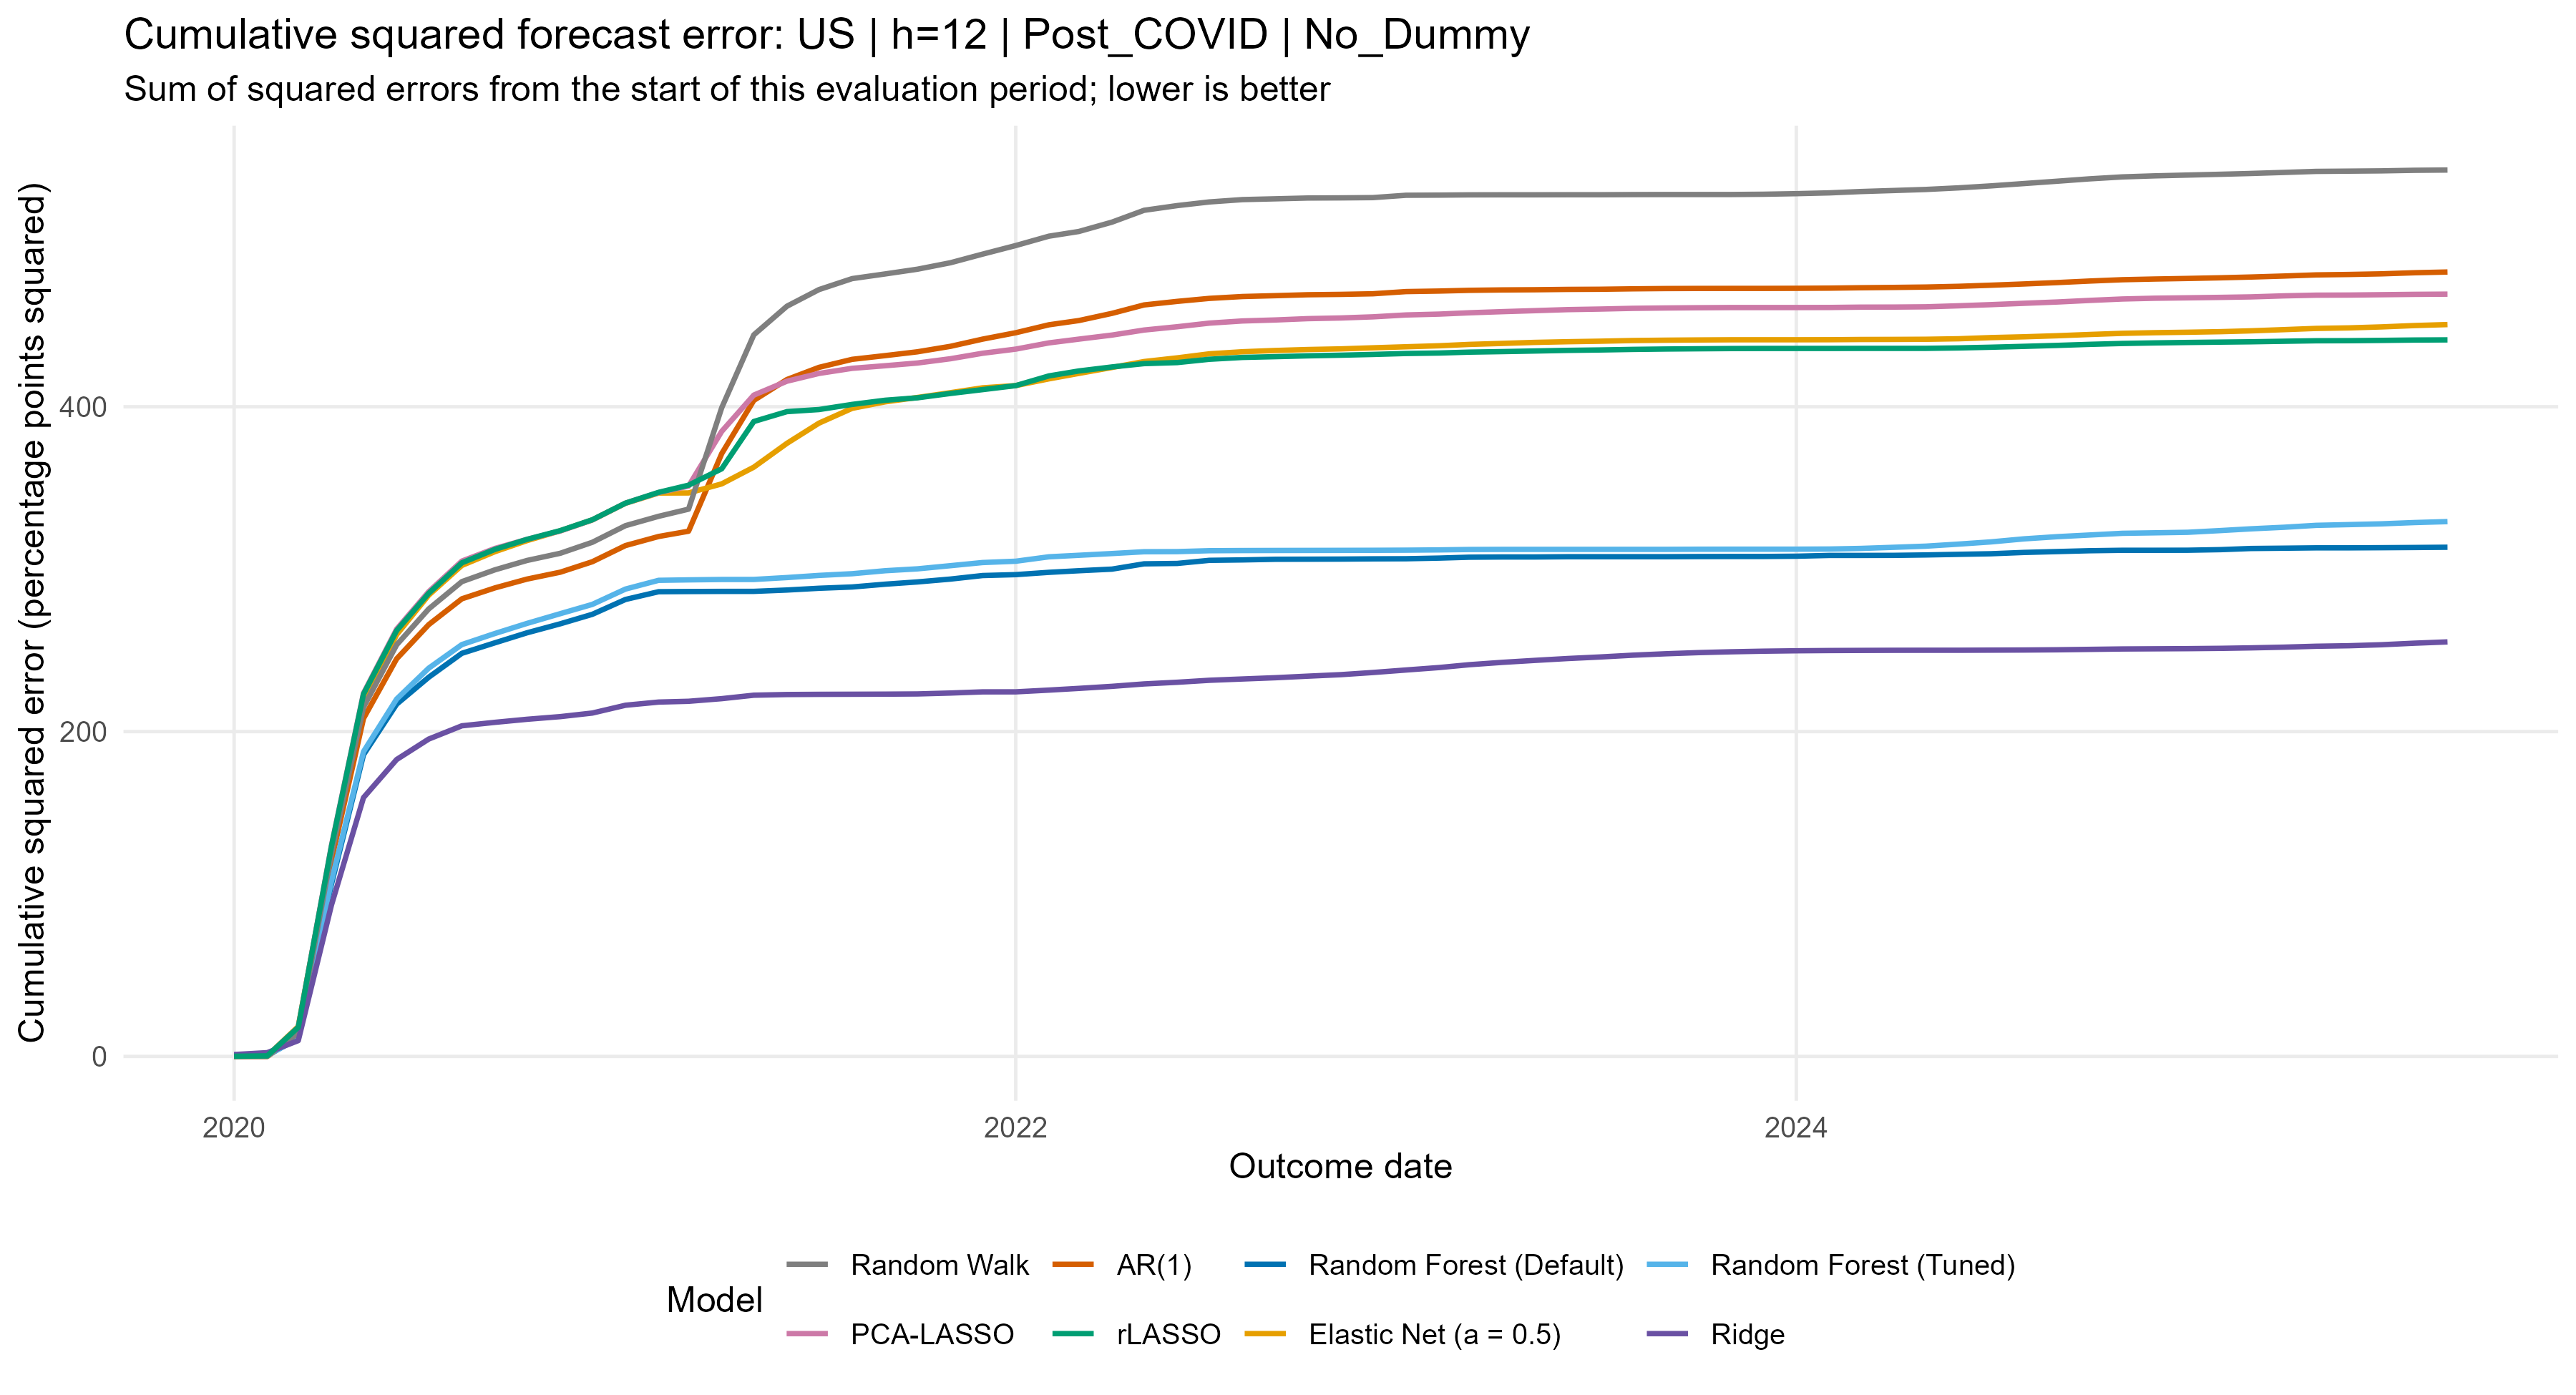 Cumulative squared forecast error: US | h=12 | Post_COVID | No_Dummy
Sum of squared errors from the start of this evaluation period; lower is better
Cumulative squared error (percentage points squared)
400
200
0
2020
2022
2024
Outcome date
Model
Random Walk
AR(1)
Random Forest (Default)
Random Forest (Tuned)
PCA-LASSO
rLASSO
Elastic Net (a = 0.5)
Ridge